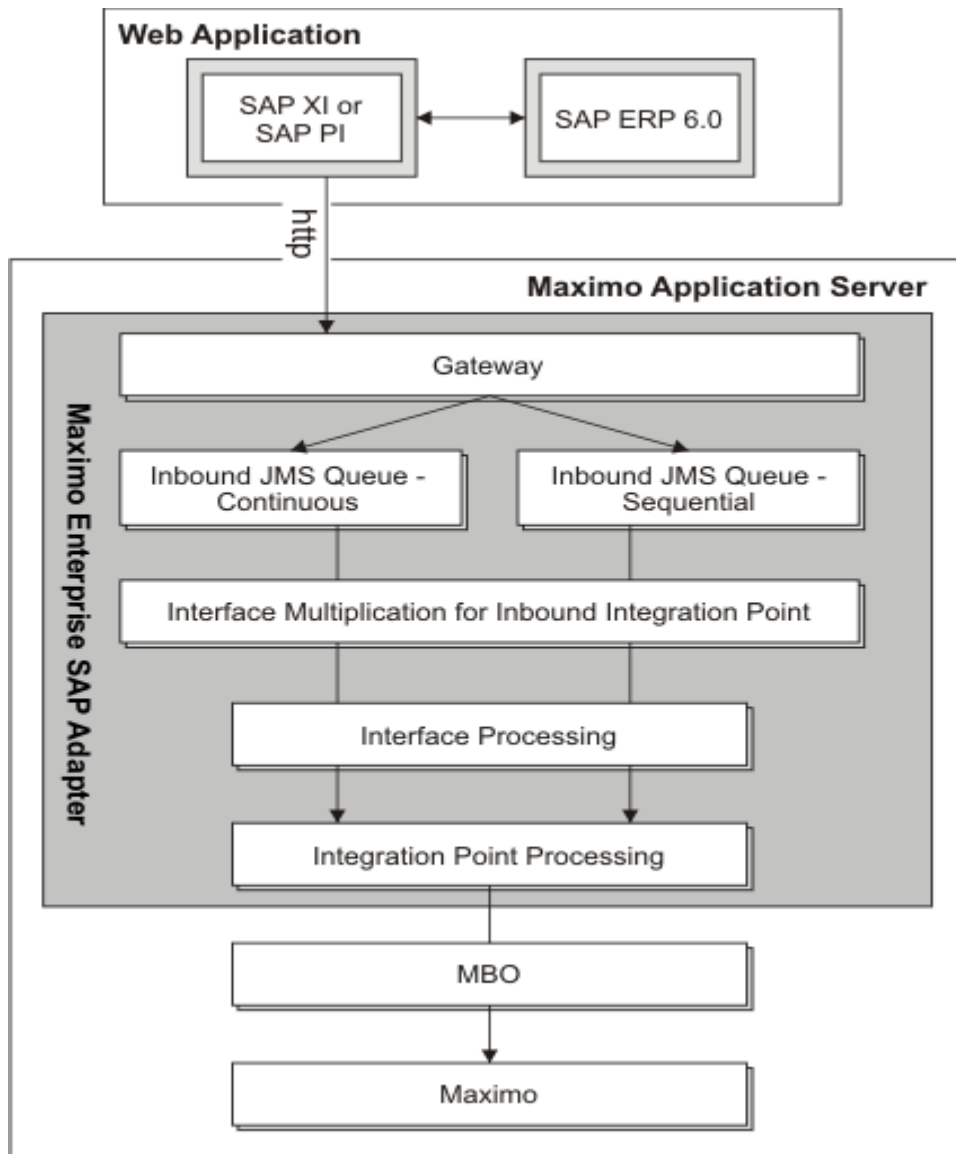 Web Application
SAP XI or
SAP PI
SAP ERP 6.0
http
Maximo Application Server
Maximo Enterprise SAP Adapter
Gateway
Inbound JMS Queue -
Continuous
Inbound JMS Queue -
Sequential
Interface Multiplication for Inbound Integration Point
Interface Processing
Integration Point Processing
MBO
Maximo